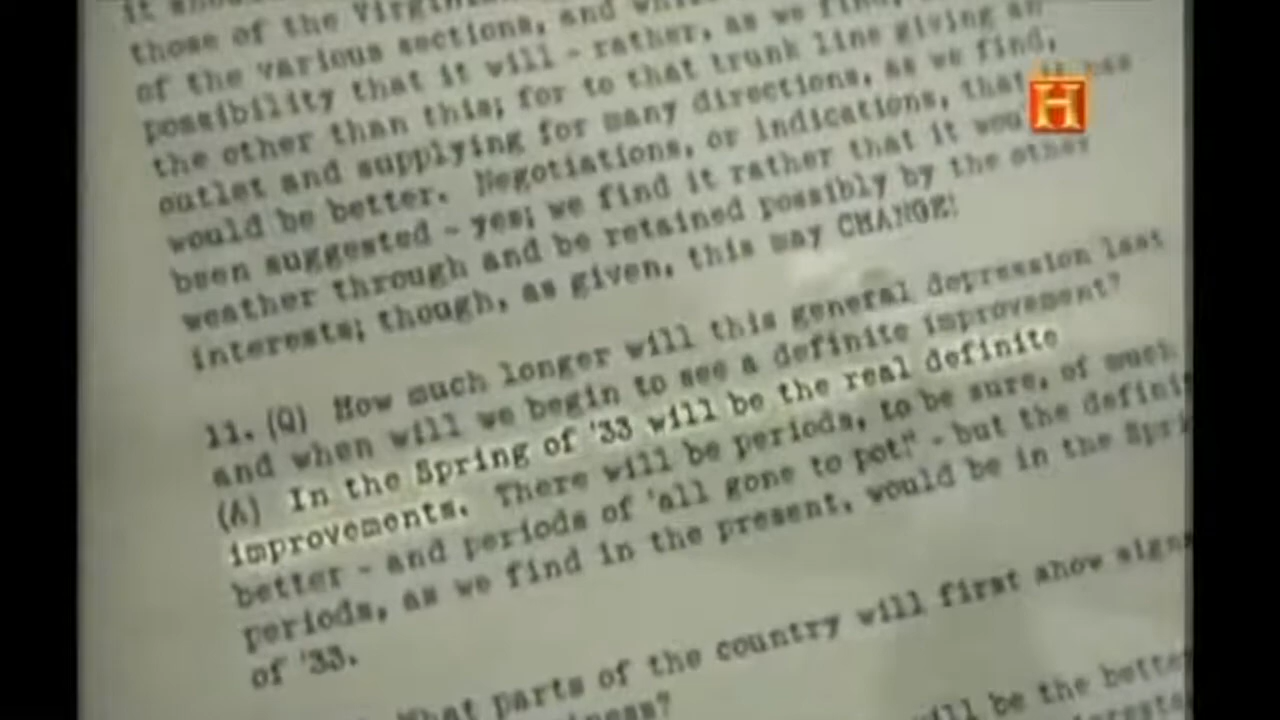 those of the Virgin
of the various sections, and
possibility that it will - rather, as we find,
the other than this; for to that trunk line giving an
outlet and supplying for many directions, as we find,
would be better. Negotiations, or indications, that
been suggested - yes; we find it rather that it wou
weather through and be retained possibly by the other
interests; though, as given, this may CHANGE!
H
11. (Q) How much longer will this general depression last
and when will we begin to see a definite improvement?
(A) In the Spring of '33 will be the real definite
improvements. There will be periods, to be sure, of much
better - and periods of 'all gone to pot!" - but the definit
periods, as we find in the present, would be in the Spri
of '33.
What parts of the country will first show signs
iness?
will be the better